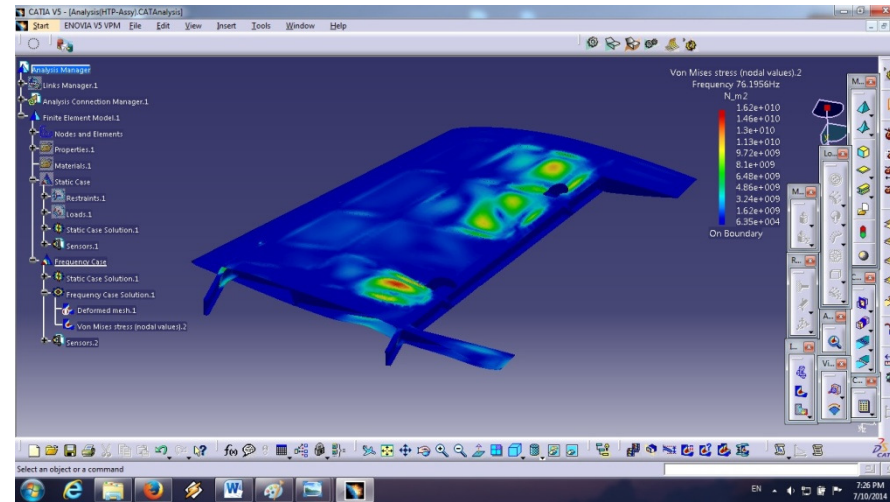 CATIA V5 - [Analysis(HTP-Assy).CATAnalysis]
Start ENOVIA V5 VPM File Edit View Insert Tools Window Help
Analysis Manager
Links Manager.1
Analysis Connection Manager.1
Finite Element Model.1
Nodes and Elements
Properties.1
Materials.1
Static Case
Restraints.1
Loads.1
Static Case Solution.1
Sensors.1
Frequency Case
Static Case Solution.1
Frequency Case Solution.1
Deformed mesh.1
Von Mises stress (nodal values).2
Sensors.2
Von Mises stress (nodal values).2
Frequency 76.1956Hz
N_m2
1.62e+010
1.46e+010
1.3e+010
1.13e+010
9.72e+009
8.1e+009
6.48e+009
4.86e+009
3.24e+009
1.62e+009
6.35e+004
On Boundary
M...
Lo...
M...
R...
C...
A...
L...
Vi...
C...
Select an object or a command
EN
7:26 PM
7/10/2014